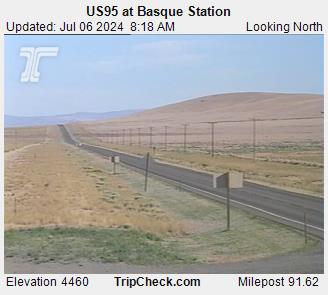 US95 at Basque Station
Updated: Jul 06 2024 8:18 AM Looking North
Elevation 4460 TripCheck.com Milepost 91.62